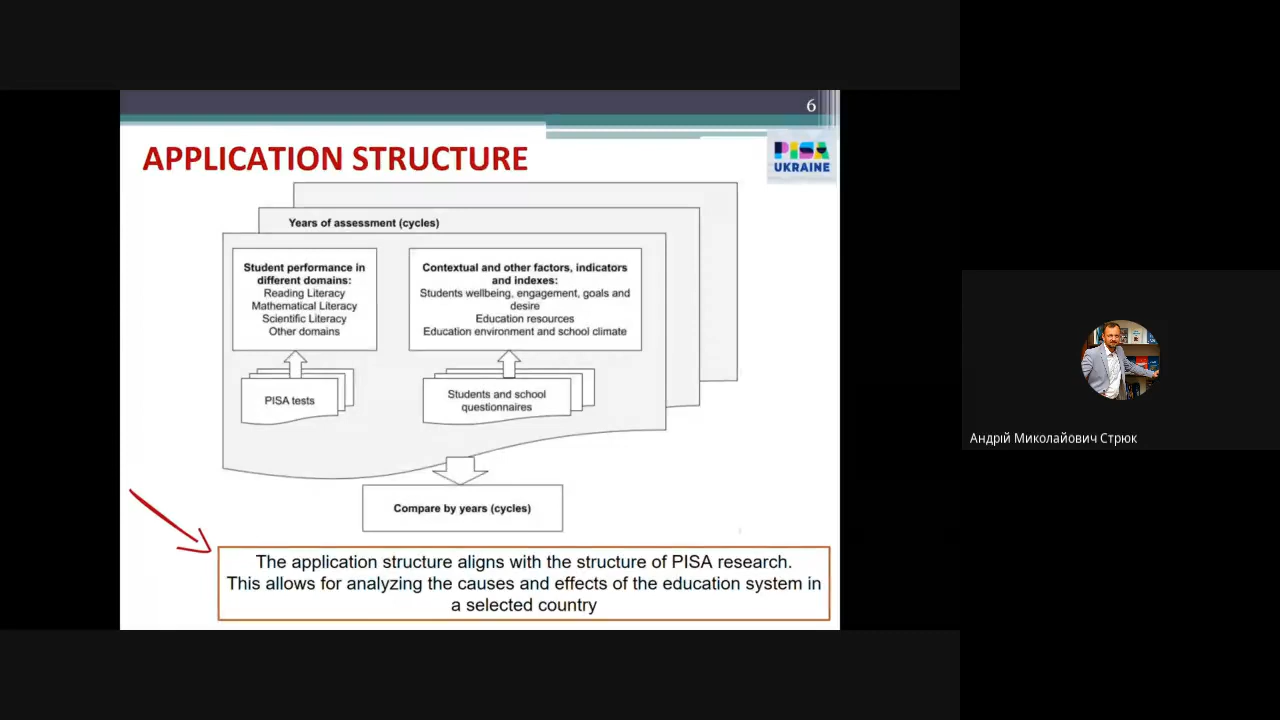 6
APPLICATION STRUCTURE
PISA
UKRAINE
Years of assessment (cycles)
Student performance in
different domains:
Reading Literacy
Mathematical Literacy
Scientific Literacy
Other domains
Contextual and other factors, indicators
and indexes:
Students wellbeing, engagement, goals and
desire
Education resources
Education environment and school climate
PISA tests
Students and school
questionnaires
Compare by years (cycles)
The application structure aligns with the structure of PISA research.
This allows for analyzing the causes and effects of the education system in
a selected country
Андрій Миколайович Стрюк